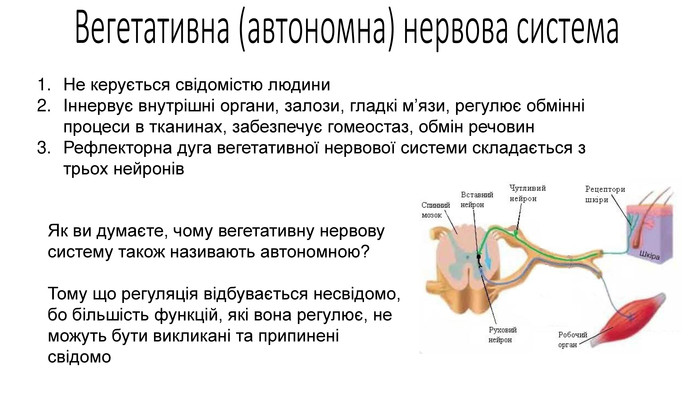 Вегетативна (автономна) нервова система
1. Не керується свідомістю людини
2. Іннервує внутрішні органи, залози, гладкі м’язи, регулює обмінні
процеси в тканинах, забезпечує гомеостаз, обмін речовин
3. Рефлекторна дуга вегетативної нервової системи складається з
трьох нейронів
Як ви думаєте, чому вегетативну нервову
систему також називають автономною?
Тому що регуляція відбувається несвідомо,
бо більшість функцій, які вона регулює, не
можуть бути викликані та припинені
свідомо
Спинний
мозок
Вставний
нейрон
Чутливий
нейрон
Рецептори
шкіри
Шкіра
Руховий
нейрон
Робочий
орган